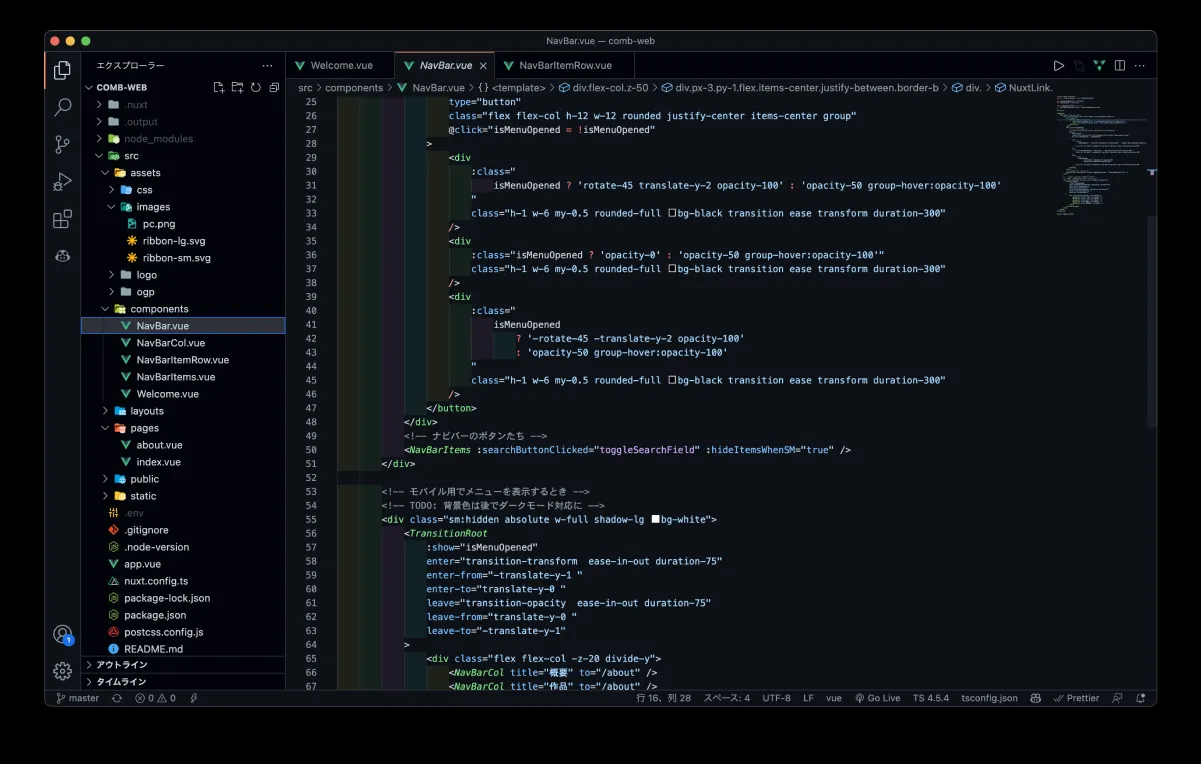 NavBar.vue — comb-web
エクスプローラー
COMB-WEB
.nuxt
.output
node_modules
src
assets
css
images
pc.png
ribbon-lg.svg
ribbon-sm.svg
logo
ogp
components
NavBar.vue
NavBarCol.vue
NavBarItemRow.vue
NavBarItems.vue
Welcome.vue
layouts
pages
about.vue
index.vue
public
static
.env
.gitignore
.node-version
app.vue
nuxt.config.ts
package-lock.json
package.json
postcss.config.js
README.md
アウトライン
タイムライン
1
Welcome.vue NavBar.vue NavBarItemRow.vue
src > components > NavBar.vue > {} <template> > div.flex-col.z-50 > div.px-3.py-1.flex.items-center.justify-between.border-b > div. > NuxtLink.
25 type="button"
26 class="flex flex-col h-12 w-12 rounded justify-center items-center group"
27 @click="isMenuOpened = !isMenuOpened"
28 >
29 <div
30 :class="
31 isMenuOpened ? 'rotate-45 translate-y-2 opacity-100' : 'opacity-50 group-hover:opacity-100'
32 "
33 class="h-1 w-6 my-0.5 rounded-full bg-black transition ease transform duration-300"
34 />
35 <div
36 :class="isMenuOpened ? 'opacity-0' : 'opacity-50 group-hover:opacity-100'"
37 class="h-1 w-6 my-0.5 rounded-full bg-black transition ease transform duration-300"
38 />
39 <div
40 :class="
41 isMenuOpened
42 ? '-rotate-45 -translate-y-2 opacity-100'
43 : 'opacity-50 group-hover:opacity-100'
44 "
45 class="h-1 w-6 my-0.5 rounded-full bg-black transition ease transform duration-300"
46 />
47 </button>
48 </div>
49 <!-- ナビバーのボタンたち -->
50 <NavBarItems :searchButtonClicked="toggleSearchField" :hideItemsWhenSM="true" />
51 </div>
52
53 <!-- モバイル用でメニューを表示するとき -->
54 <!-- TODO: 背景色は後でダークモード対応に -->
55 <div class="sm:hidden absolute w-full shadow-lg bg-white">
56 <TransitionRoot
57 :show="isMenuOpened"
58 enter="transition-transform  ease-in-out duration-75"
59 enter-from="-translate-y-1 "
60 enter-to="translate-y-0 "
61 leave="transition-opacity  ease-in-out duration-75"
62 leave-from="translate-y-0 "
63 leave-to="-translate-y-1"
64 >
65 <div class="flex flex-col -z-20 divide-y">
66 <NavBarCol title="概要" to="/about" />
67 <NavBarCol title="作品" to="/about" />
master 0 0 行 16、列 28 スペース: 4 UTF-8 LF vue Go Live TS 4.5.4 tsconfig.json Prettier